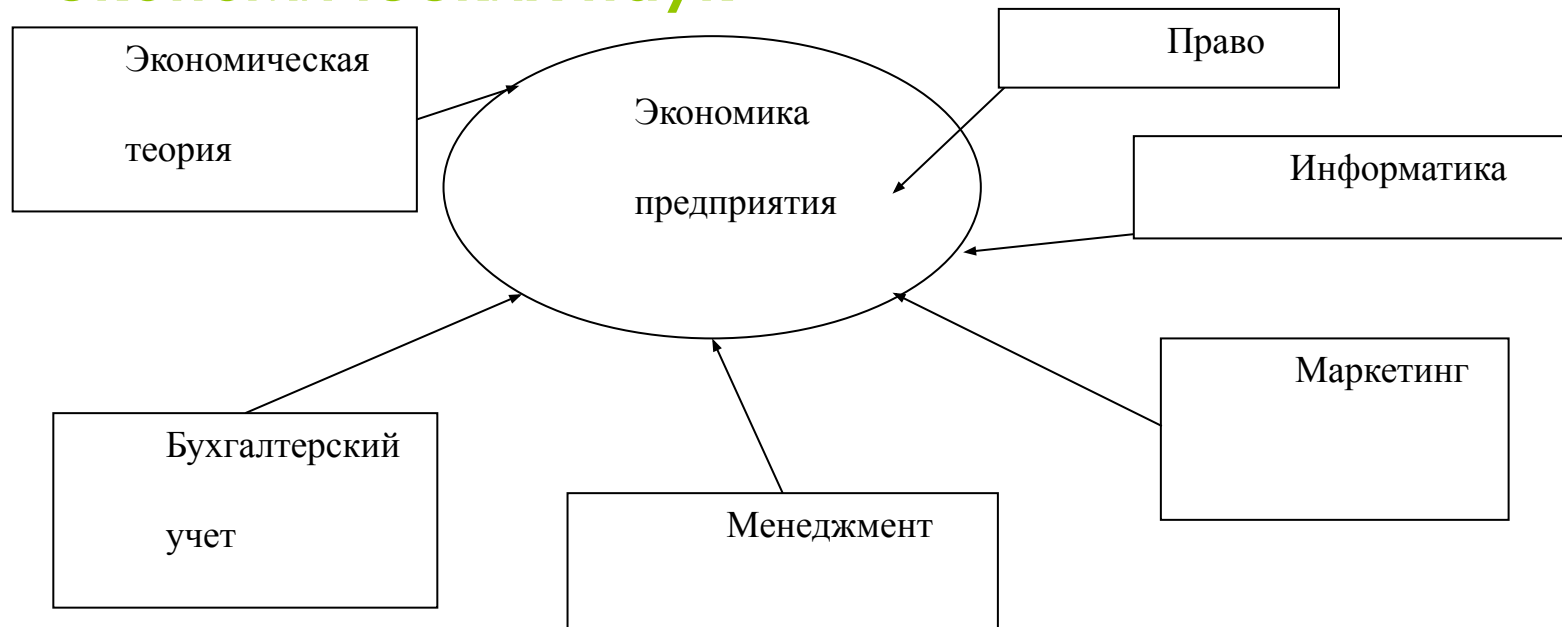 Экономическая
теория
Экономика
предприятия
Право
Информатика
Маркетинг
Бухгалтерский
учет
Менеджмент